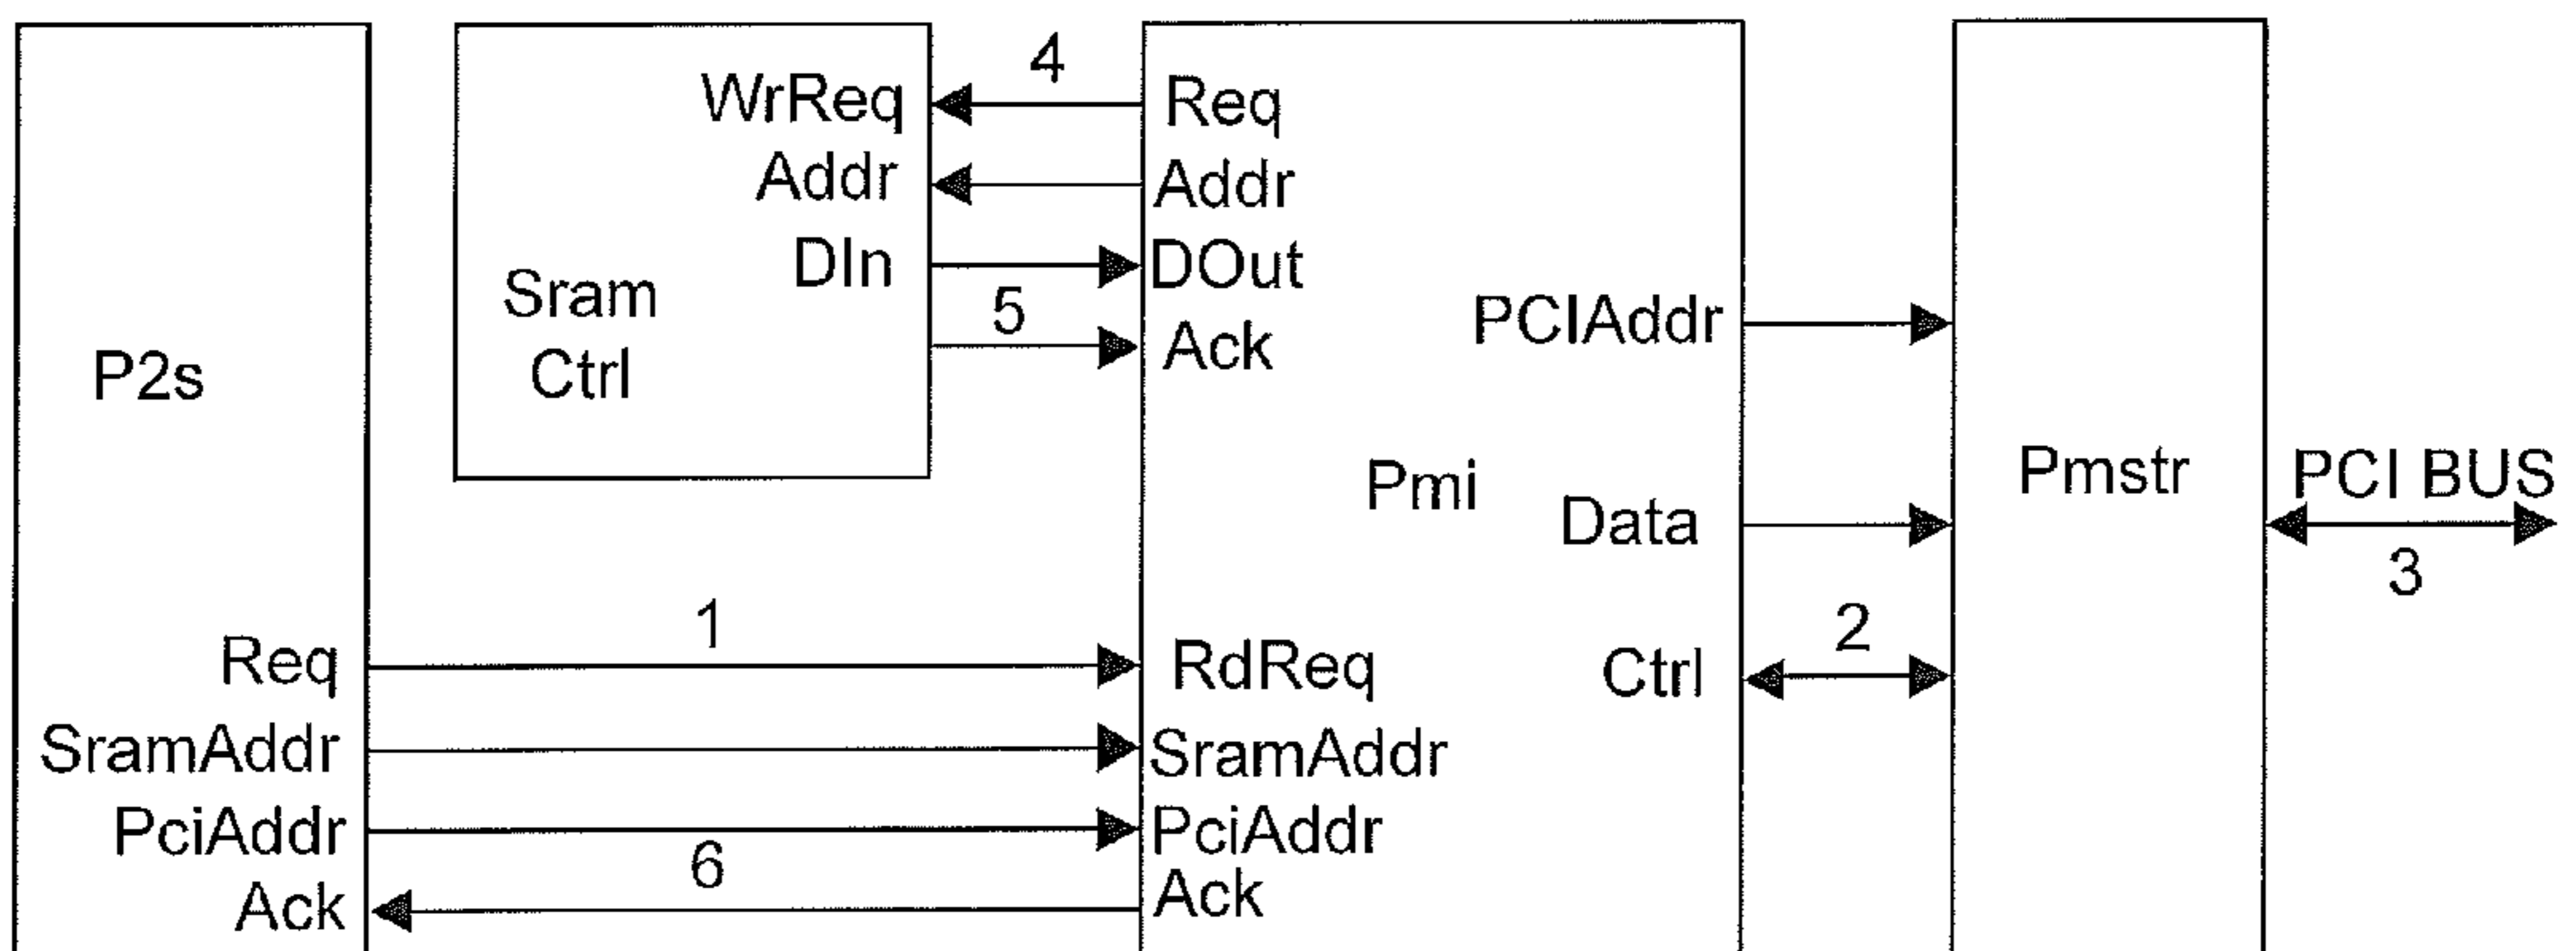 P2s
Req
SramAddr
PciAddr
Ack
Sram
Ctrl
WrReq
Addr
DIn
4
5
1
6
Req
Addr
DOut
Ack
Pmi
RdReq
SramAddr
PciAddr
Ack
PCIAddr
Data
Ctrl
2
Pmstr
PCI BUS
3